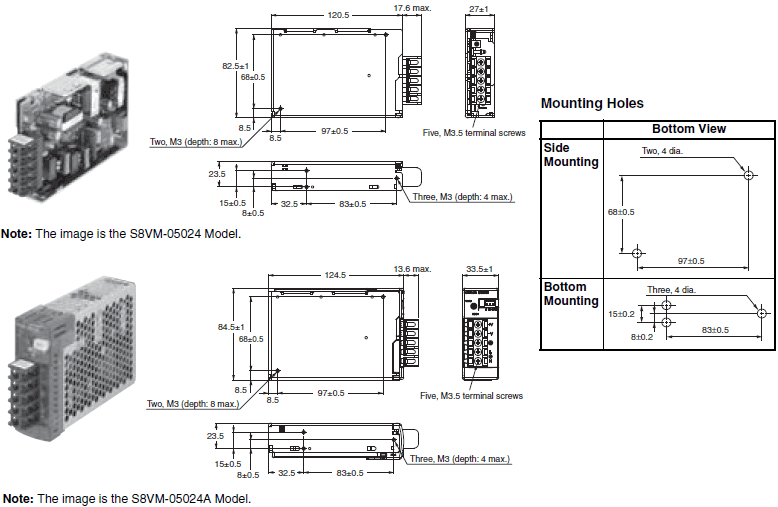 120.5
17.6 max.
27±1
82.5±1
68±0.5
8.5
8.5
97±0.5
Two, M3 (depth: 8 max.)
Five, M3.5 terminal screws
23.5
15±0.5
8±0.5
32.5
83±0.5
Three, M3 (depth: 4 max.)
Note: The image is the S8VM-05024 Model.
124.5
13.6 max.
33.5±1
84.5±1
68±0.5
8.5
8.5
97±0.5
Two, M3 (depth: 8 max.)
Five, M3.5 terminal screws
23.5
15±0.5
8±0.5
32.5
83±0.5
Three, M3 (depth: 4 max.)
Note: The image is the S8VM-05024A Model.
Mounting Holes
Bottom View
Side
Mounting
Two, 4 dia.
68±0.5
97±0.5
Bottom
Mounting
Three, 4 dia.
15±0.2
8±0.2
83±0.5